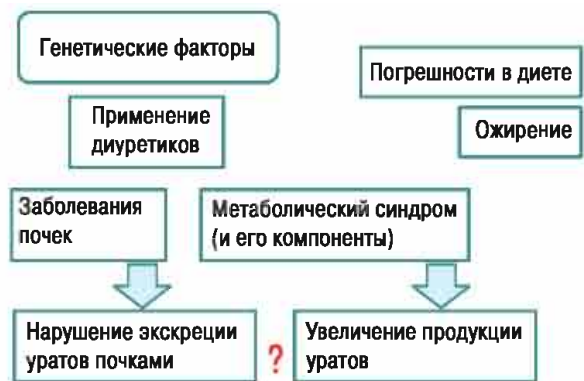 Генетические факторы
Погрешности в диете
Применение
диуретиков
Ожирение
Заболевания
почек
Метаболический синдром
(и его компоненты)
Нарушение экскреции
уратов почками
?
Увеличение продукции
уратов